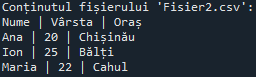 Conținutul fișierului 'Fisier2.csv':
Nume | Vârsta | Oraș
Ana | 20 | Chișinău
Ion | 25 | Bălți
Maria | 22 | Cahul